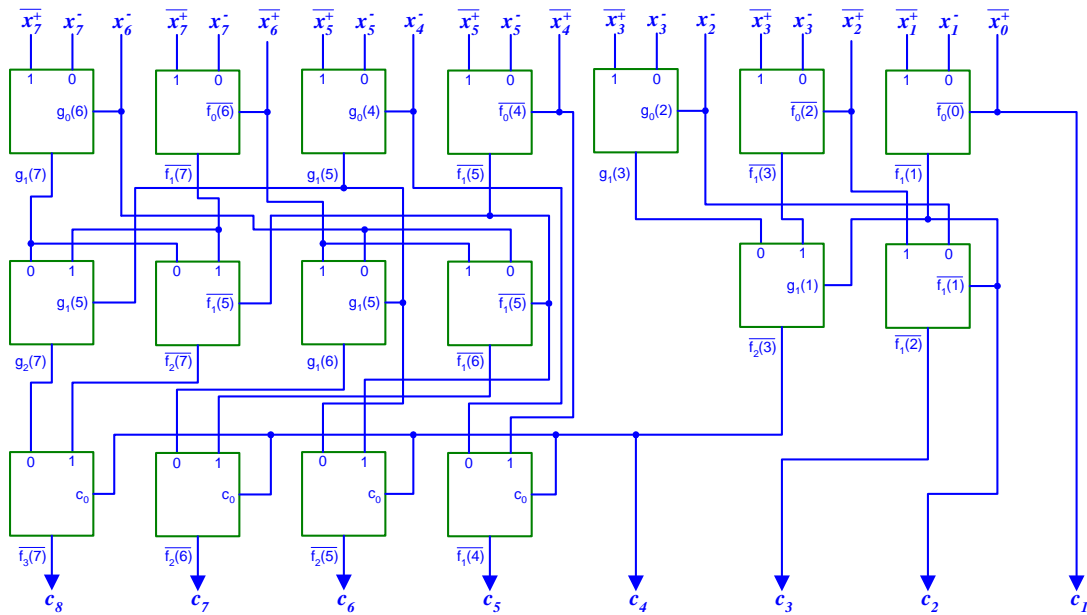 x̅₇⁺ x₇⁻ x₆⁻ x̅₇⁺ x₇⁻ x̅₆⁺ x̅₅⁺ x₅⁻ x₄⁻ x̅₅⁺ x₅⁻ x̅₄⁺ x̅₃⁺ x₃⁻ x₂⁻ x̅₃⁺ x₃⁻ x̅₂⁺ x̅₁⁺ x₁⁻ x̅₀⁺
1 0 1 0 1 0 1 0 1 0 1 0 1 0
g₀(6) f̅₀(6) g₀(4) f̅₀(4) g₀(2) f̅₀(2) f̅₀(0)
g₁(7) f̅₁(7) g₁(5) f̅₁(5) g₁(3) f̅₁(3) f̅₁(1)
0 1 0 1 1 0 1 0 0 1 1 0
g₁(5) f̅₁(5) g₁(5) f̅₁(5) g₁(1) f̅₁(1)
g₂(7) f̅₂(7) g₁(6) f̅₁(6) f̅₂(3) f̅₁(2)
0 1 0 1 0 1 0 1
c₀ c₀ c₀ c₀
f̅₃(7) f̅₂(6) f̅₂(5) f̅₁(4)
c₈ c₇ c₆ c₅ c₄ c₃ c₂ c₁